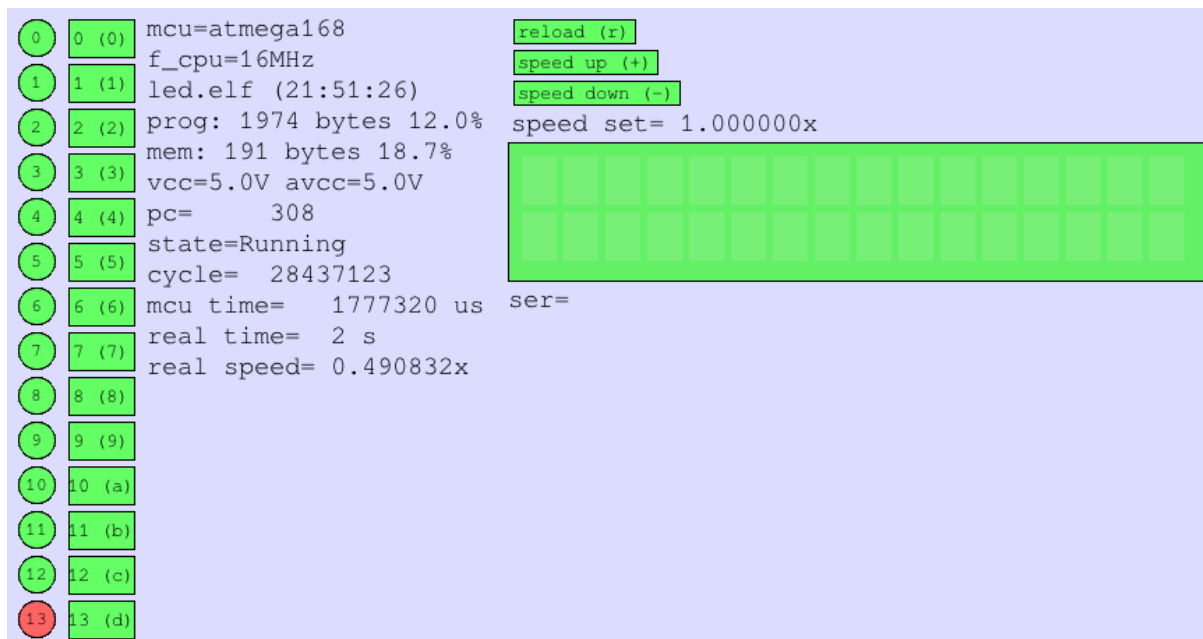 0
0 (0)
1
1 (1)
2
2 (2)
3
3 (3)
4
4 (4)
5
5 (5)
6
6 (6)
7
7 (7)
8
8 (8)
9
9 (9)
10
10 (a)
11
11 (b)
12
12 (c)
13
13 (d)
mcu=atmega168
f_cpu=16MHz
led.elf (21:51:26)
prog: 1974 bytes 12.0%
mem: 191 bytes 18.7%
vcc=5.0V avcc=5.0V
pc= 308
state=Running
cycle= 28437123
mcu time= 1777320 us
real time= 2 s
real speed= 0.490832x
reload (r)
speed up (+)
speed down (-)
speed set= 1.000000x
ser=